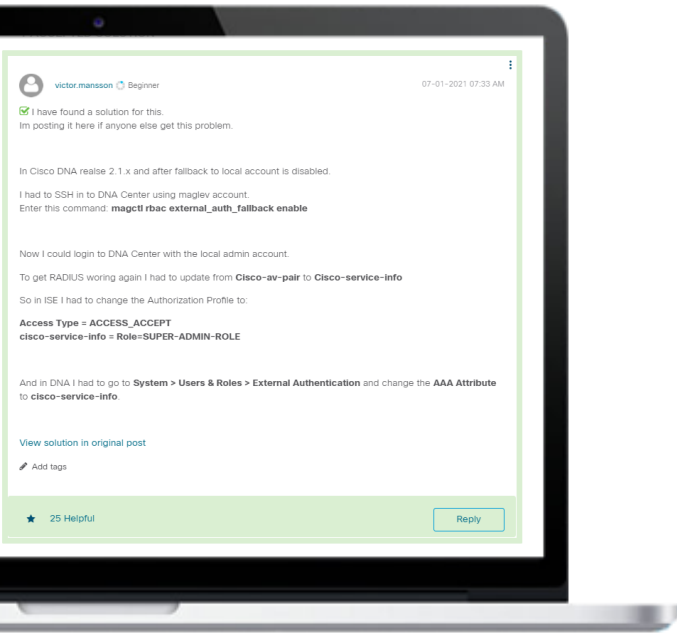 victor.mansson Beginner
07-01-2021 07:33 AM
I have found a solution for this.
Im posting it here if anyone else get this problem.
In Cisco DNA realse 2.1.x and after fallback to local account is disabled.
I had to SSH in to DNA Center using maglev account.
Enter this command: magctl rbac external_auth_fallback enable
Now I could login to DNA Center with the local admin account.
To get RADIUS woring again I had to update from Cisco-av-pair to Cisco-service-info
So in ISE I had to change the Authorization Profile to:
Access Type = ACCESS_ACCEPT
cisco-service-info = Role=SUPER-ADMIN-ROLE
And in DNA I had to go to System > Users & Roles > External Authentication and change the AAA Attribute
to cisco-service-info.
View solution in original post
Add tags
25 Helpful
Reply